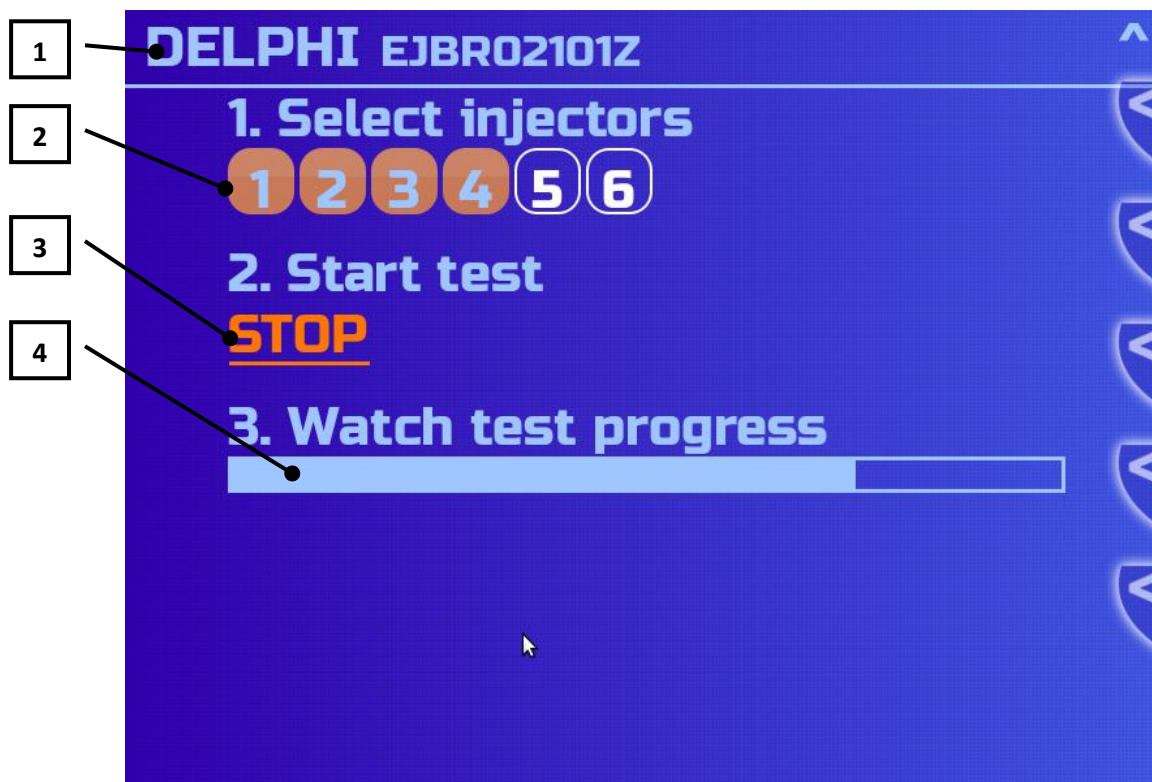 1
DELPHI EJBR02101Z
^
2
1. Select injectors
1 2 3 4 5 6
3
2. Start test
STOP
4
3. Watch test progress